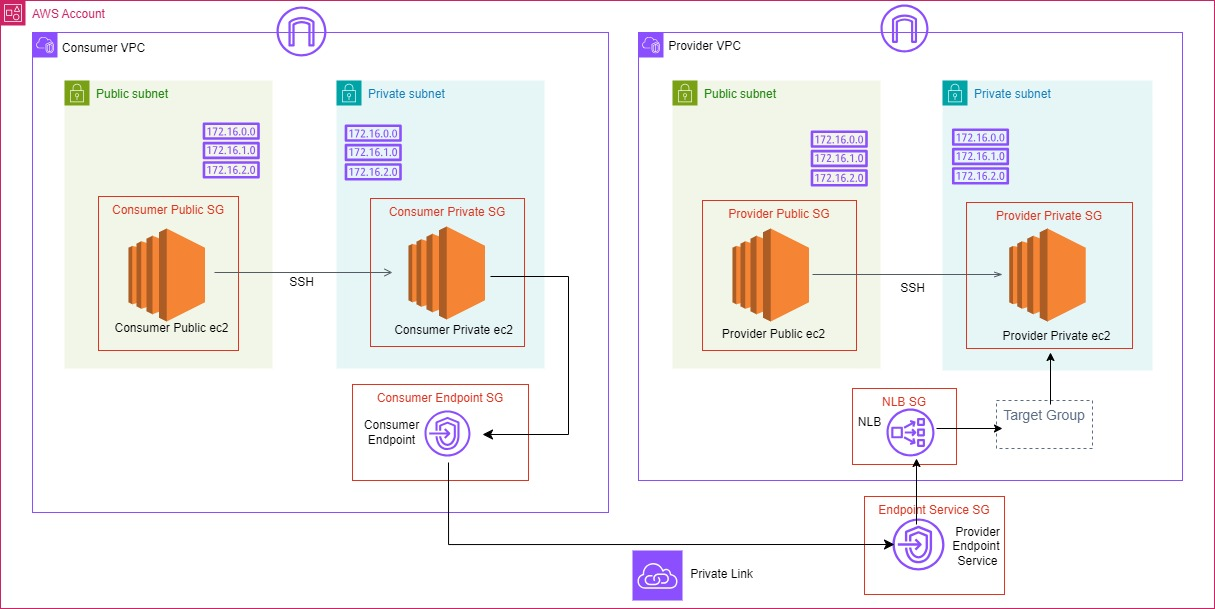 AWS Account
Consumer VPC
Public subnet
172.16.0.0
172.16.1.0
172.16.2.0
Consumer Public SG
Consumer Public ec2
SSH
Private subnet
172.16.0.0
172.16.1.0
172.16.2.0
Consumer Private SG
Consumer Private ec2
Consumer Endpoint SG
Consumer
Endpoint
Provider VPC
Public subnet
172.16.0.0
172.16.1.0
172.16.2.0
Provider Public SG
Provider Public ec2
SSH
Private subnet
172.16.0.0
172.16.1.0
172.16.2.0
Provider Private SG
Provider Private ec2
NLB SG
NLB
Target Group
Endpoint Service SG
Provider
Endpoint
Service
Private Link